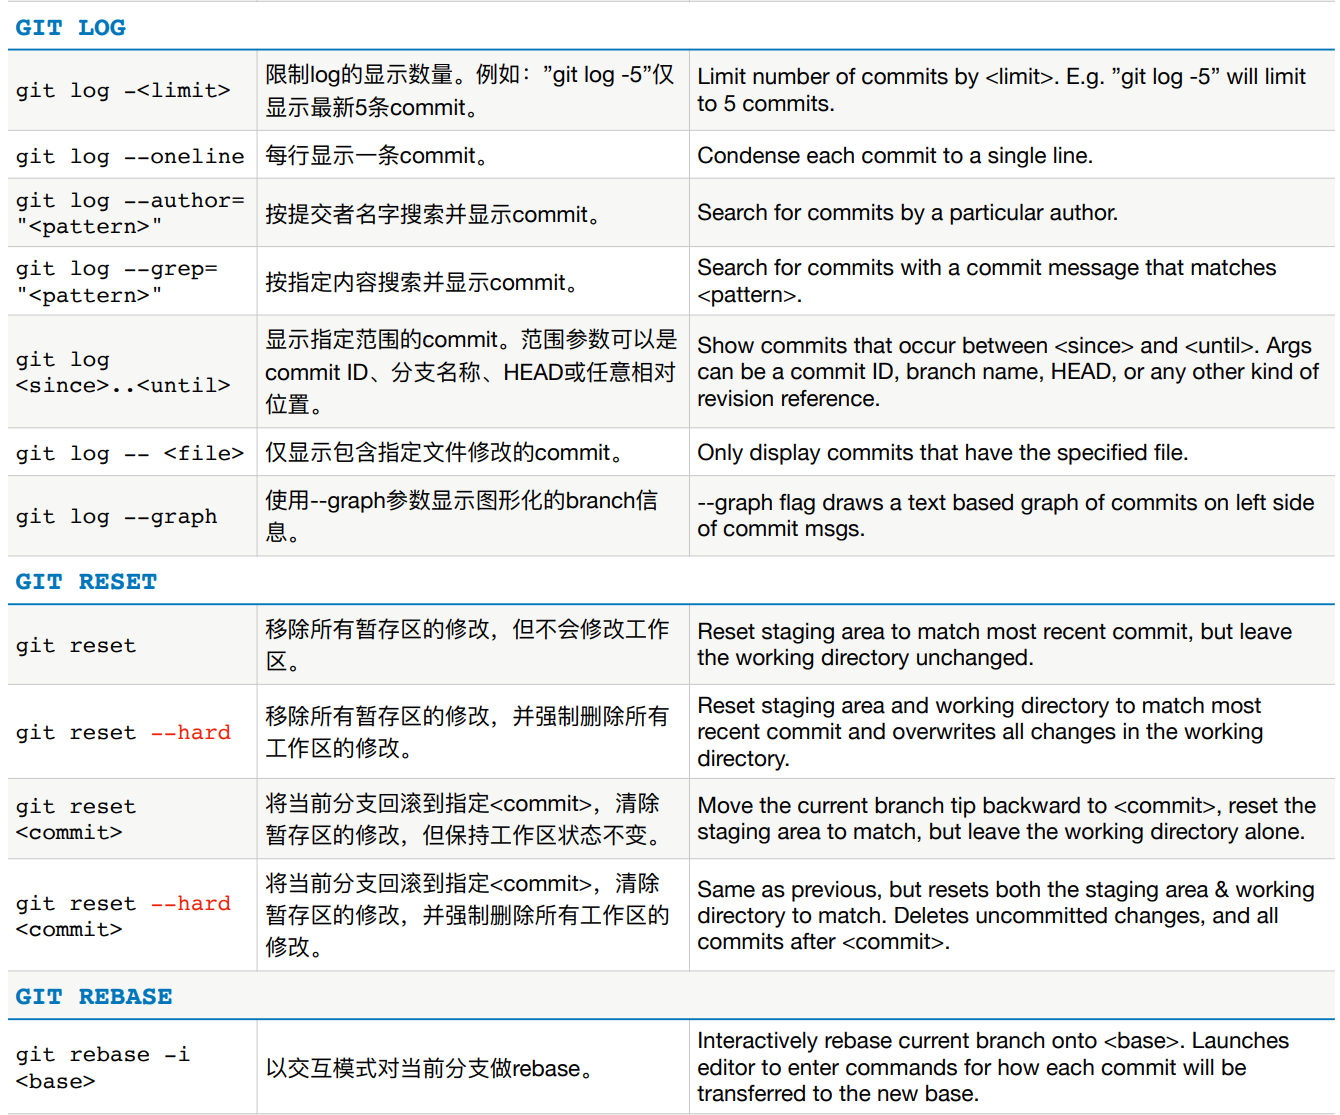 GIT LOG
git log -<limit>
限制log的显示数量。例如：”git log -5”仅
显示最新5条commit。
Limit number of commits by <limit>. E.g. ”git log -5” will limit
to 5 commits.
git log --oneline
每行显示一条commit。
Condense each commit to a single line.
git log --author=
"<pattern>"
按提交者名字搜索并显示commit。
Search for commits by a particular author.
git log --grep=
"<pattern>"
按指定内容搜索并显示commit。
Search for commits with a commit message that matches
<pattern>.
git log
<since>..<until>
显示指定范围的commit。范围参数可以是
commit ID、分支名称、HEAD或任意相对
位置。
Show commits that occur between <since> and <until>. Args
can be a commit ID, branch name, HEAD, or any other kind of
revision reference.
git log -- <file>
仅显示包含指定文件修改的commit。
Only display commits that have the specified file.
git log --graph
使用--graph参数显示图形化的branch信
息。
--graph flag draws a text based graph of commits on left side
of commit msgs.
GIT RESET
git reset
移除所有暂存区的修改，但不会修改工作
区。
Reset staging area to match most recent commit, but leave
the working directory unchanged.
git reset --hard
移除所有暂存区的修改，并强制删除所有
工作区的修改。
Reset staging area and working directory to match most
recent commit and overwrites all changes in the working
directory.
git reset
<commit>
将当前分支回滚到指定<commit>，清除
暂存区的修改，但保持工作区状态不变。
Move the current branch tip backward to <commit>, reset the
staging area to match, but leave the working directory alone.
git reset --hard
<commit>
将当前分支回滚到指定<commit>，清除
暂存区的修改，并强制删除所有工作区的
修改。
Same as previous, but resets both the staging area & working
directory to match. Deletes uncommitted changes, and all
commits after <commit>.
GIT REBASE
git rebase -i
<base>
以交互模式对当前分支做rebase。
Interactively rebase current branch onto <base>. Launches
editor to enter commands for how each commit will be
transferred to the new base.